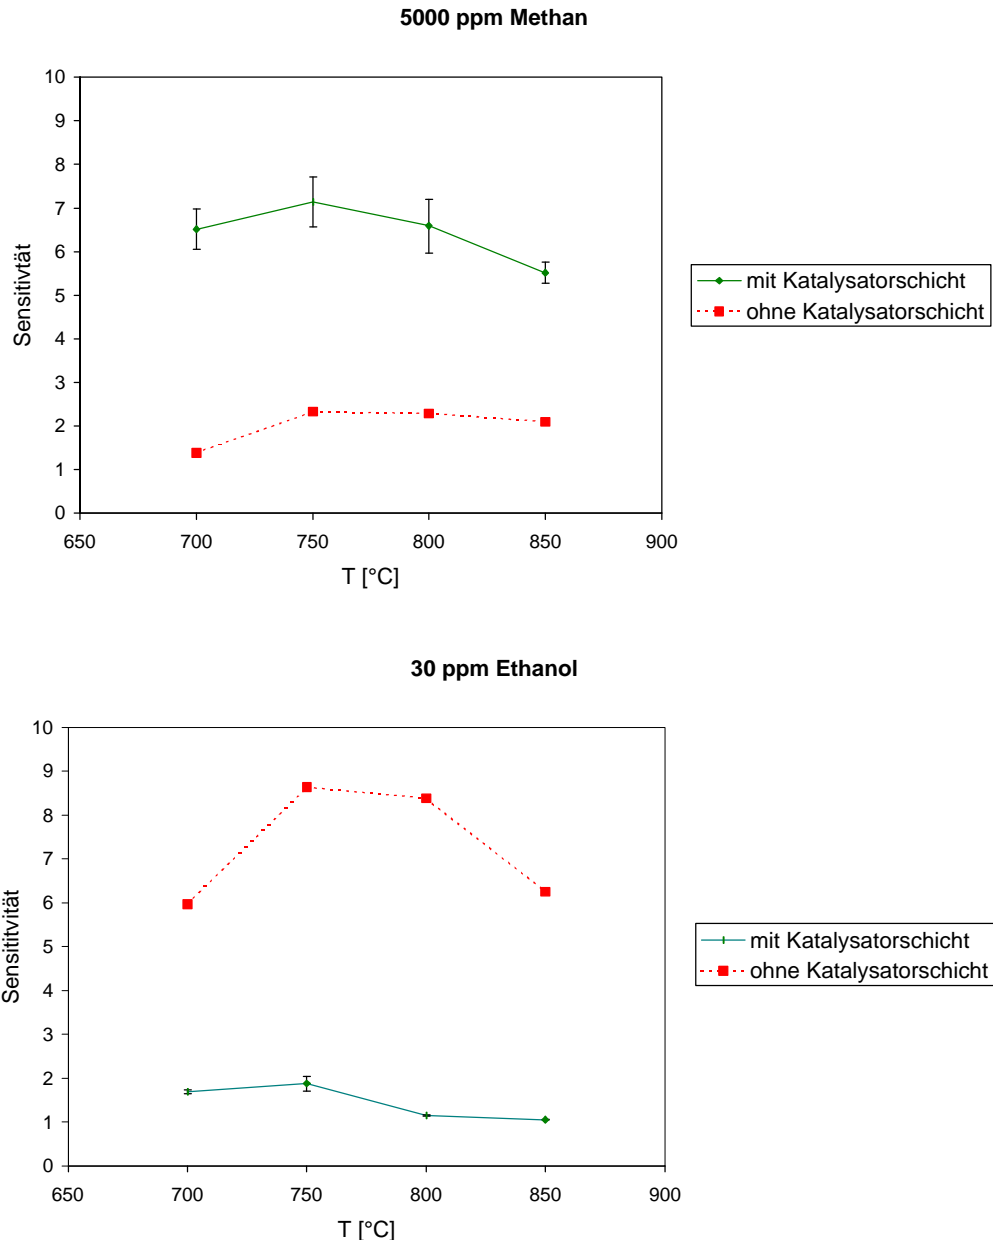 5000 ppm Methan
10
9
8
7
6
5
4
3
2
1
0
Sensitivtät
650 700 750 800 850 900
T [°C]
mit Katalysatorschicht
ohne Katalysatorschicht
30 ppm Ethanol
10
9
8
7
6
5
4
3
2
1
0
Sensititvität
650 700 750 800 850 900
T [°C]
mit Katalysatorschicht
ohne Katalysatorschicht